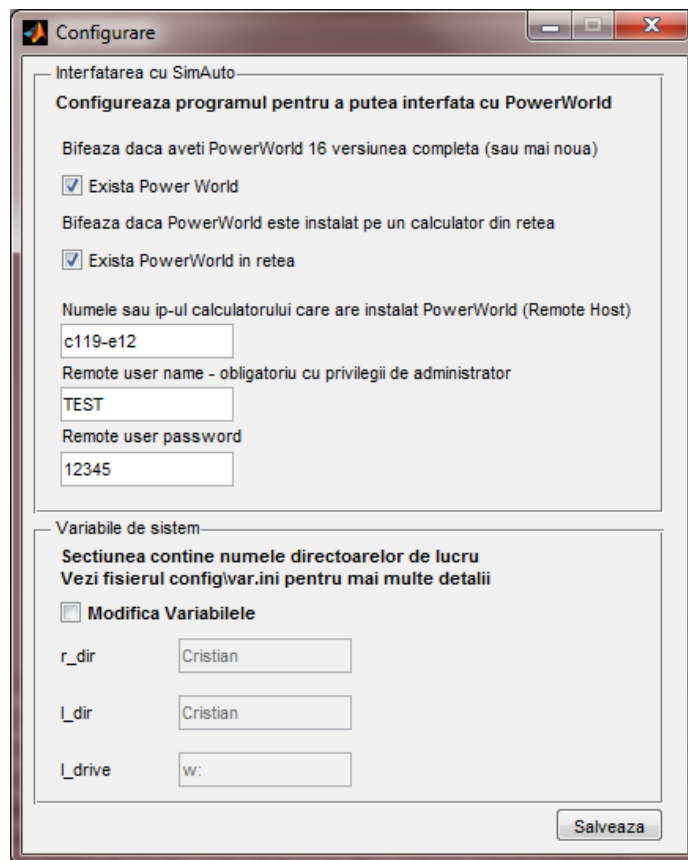 Configurare
Interfatarea cu SimAuto
Configureaza programul pentru a putea interfata cu PowerWorld
Bifeaza daca aveti PowerWorld 16 versiunea completa (sau mai noua)
Exista Power World
Bifeaza daca PowerWorld este instalat pe un calculator din retea
Exista PowerWorld in retea
Numele sau ip-ul calculatorului care are instalat PowerWorld (Remote Host)
c119-e12
Remote user name - obligatoriu cu privilegii de administrator
TEST
Remote user password
12345
Variabile de sistem
Sectiunea contine numele directoarelor de lucru
Vezi fisierul config\var.ini pentru mai multe detalii
Modifica Variabilele
r_dir Cristian
l_dir Cristian
l_drive w:
Salveaza